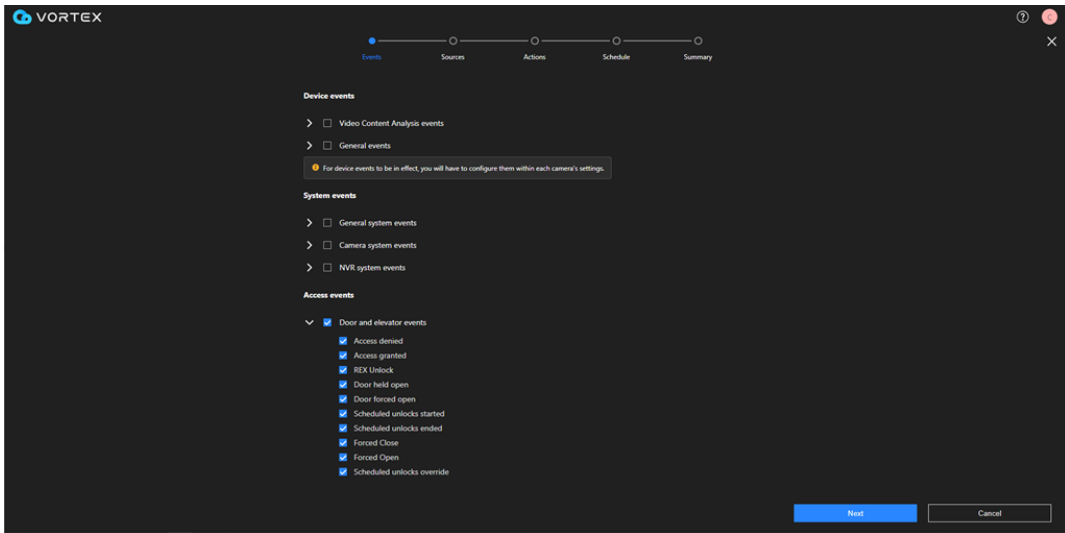 VORTEX
?
C
Events
Sources
Actions
Schedule
Summary
Device events
Video Content Analysis events
General events
For device events to be in effect, you will have to configure them within each camera's settings.
System events
General system events
Camera system events
NVR system events
Access events
Door and elevator events
Access denied
Access granted
REX Unlock
Door held open
Door forced open
Scheduled unlocks started
Scheduled unlocks ended
Forced Close
Forced Open
Scheduled unlocks override
Next
Cancel